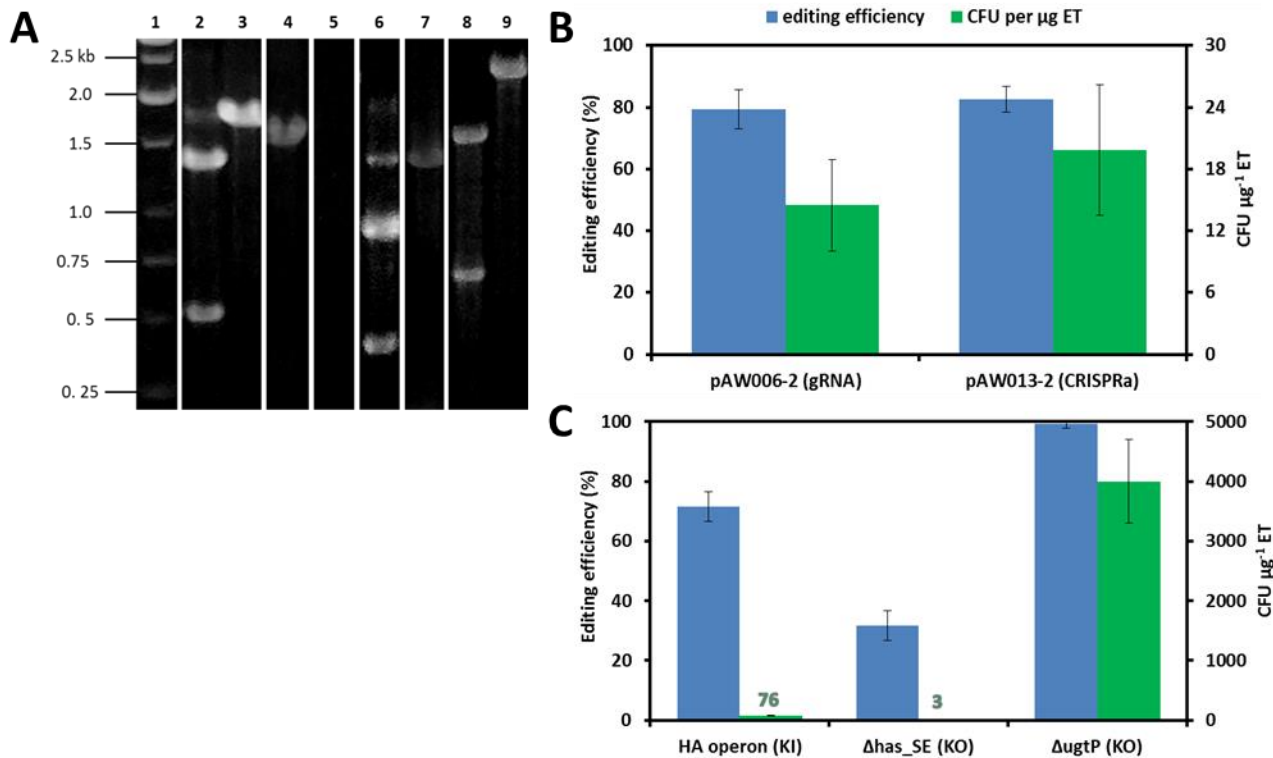 A
1 2 3 4 5 6 7 8 9
2.5 kb
2.0
1.5
1.0
0.75
0. 5
0. 25
B
editing efficiency CFU per µg ET
100
80
60
40
20
0
Editing efficiency (%)
30
24
18
12
6
0
CFU µg⁻¹ ET
pAW006-2 (gRNA) pAW013-2 (CRISPRa)
C
100
80
60
40
20
0
Editing efficiency (%)
76
3
5000
4000
3000
2000
1000
0
CFU µg⁻¹ ET
HA operon (KI) Δhas_SE (KO) ΔugtP (KO)